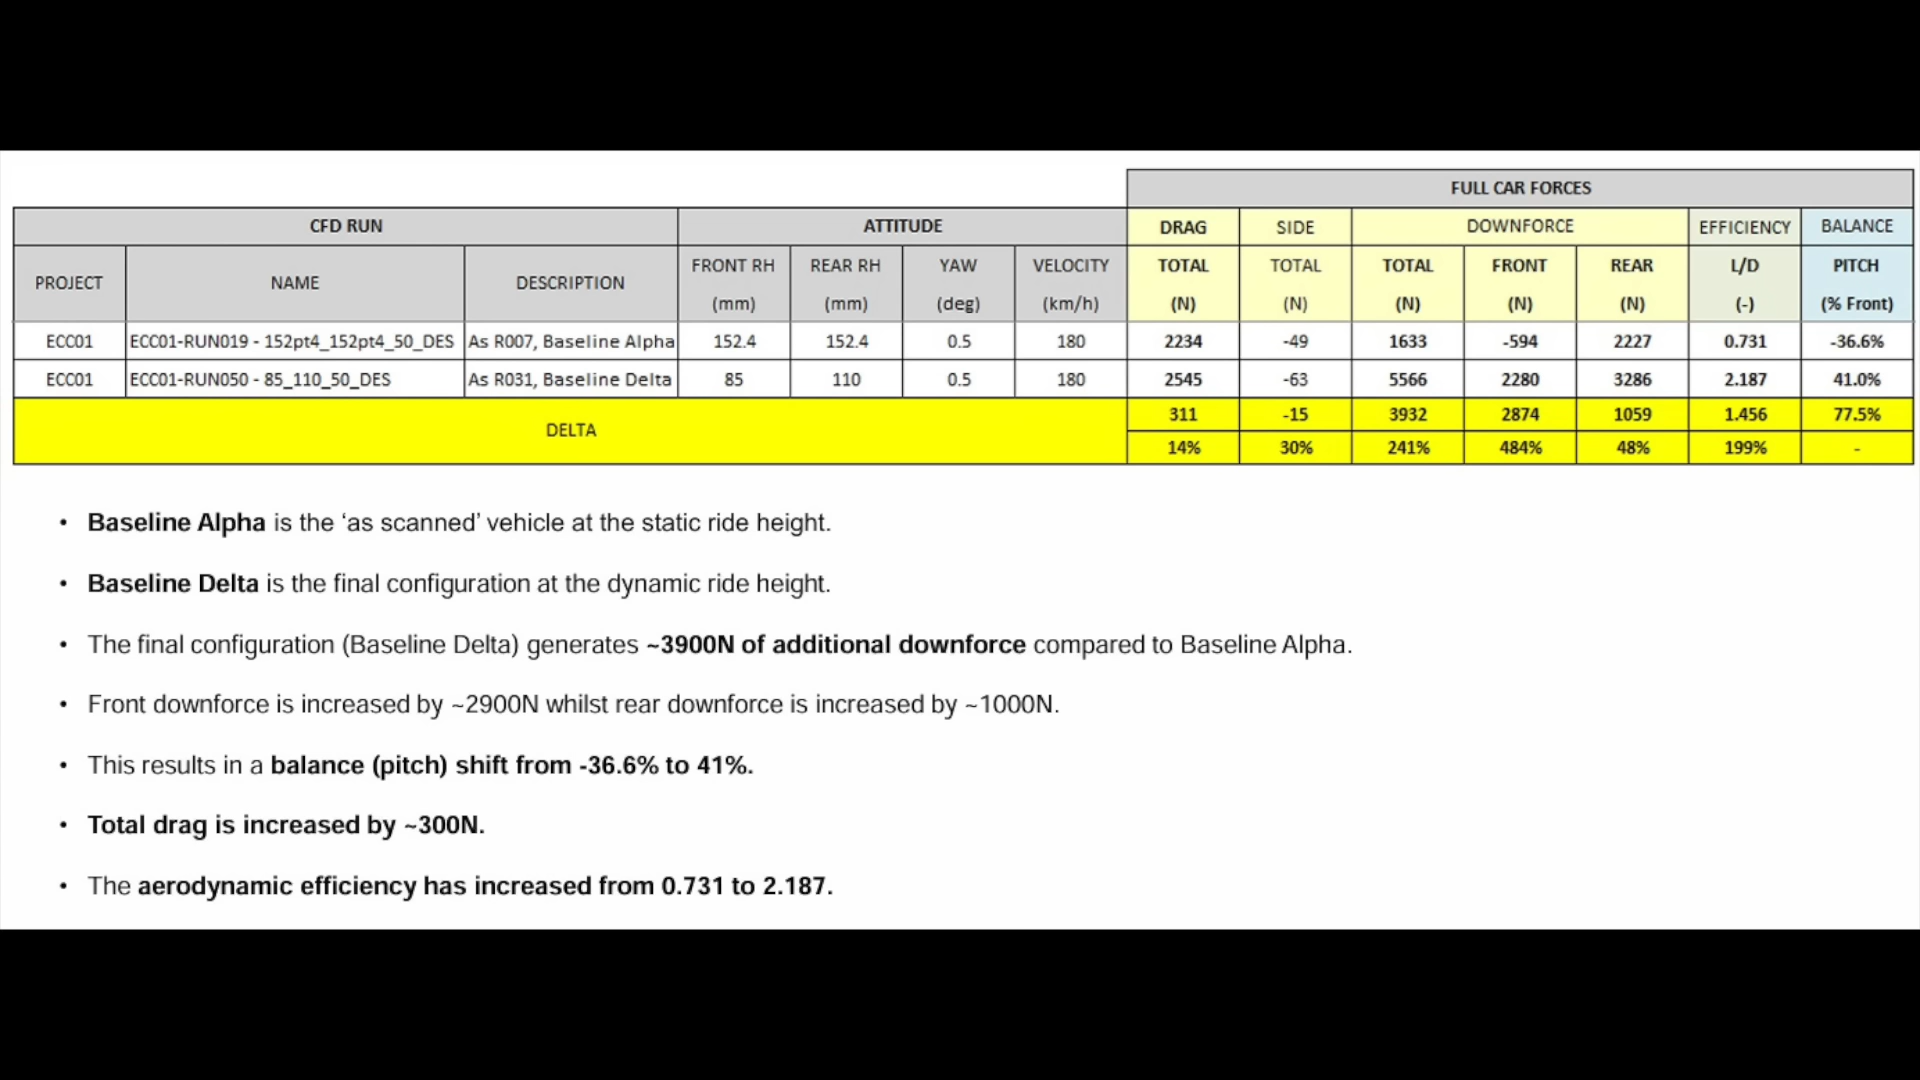 FULL CAR FORCES
CFD RUN ATTITUDE DRAG SIDE DOWNFORCE EFFICIENCY BALANCE
PROJECT NAME DESCRIPTION FRONT RH REAR RH YAW VELOCITY TOTAL TOTAL TOTAL FRONT REAR L/D PITCH
(mm) (mm) (deg) (km/h) (N) (N) (N) (N) (N) (-) (% Front)
ECC01 ECC01-RUN019 - 152pt4_152pt4_50_DES As R007, Baseline Alpha 152.4 152.4 0.5 180 2234 -49 1633 -594 2227 0.731 -36.6%
ECC01 ECC01-RUN050 - 85_110_50_DES As R031, Baseline Delta 85 110 0.5 180 2545 -63 5566 2280 3286 2.187 41.0%
DELTA 311 -15 3932 2874 1059 1.456 77.5%
14% 30% 241% 484% 48% 199% -
• Baseline Alpha is the ‘as scanned’ vehicle at the static ride height.
• Baseline Delta is the final configuration at the dynamic ride height.
• The final configuration (Baseline Delta) generates ~3900N of additional downforce compared to Baseline Alpha.
• Front downforce is increased by ~2900N whilst rear downforce is increased by ~1000N.
• This results in a balance (pitch) shift from -36.6% to 41%.
• Total drag is increased by ~300N.
• The aerodynamic efficiency has increased from 0.731 to 2.187.